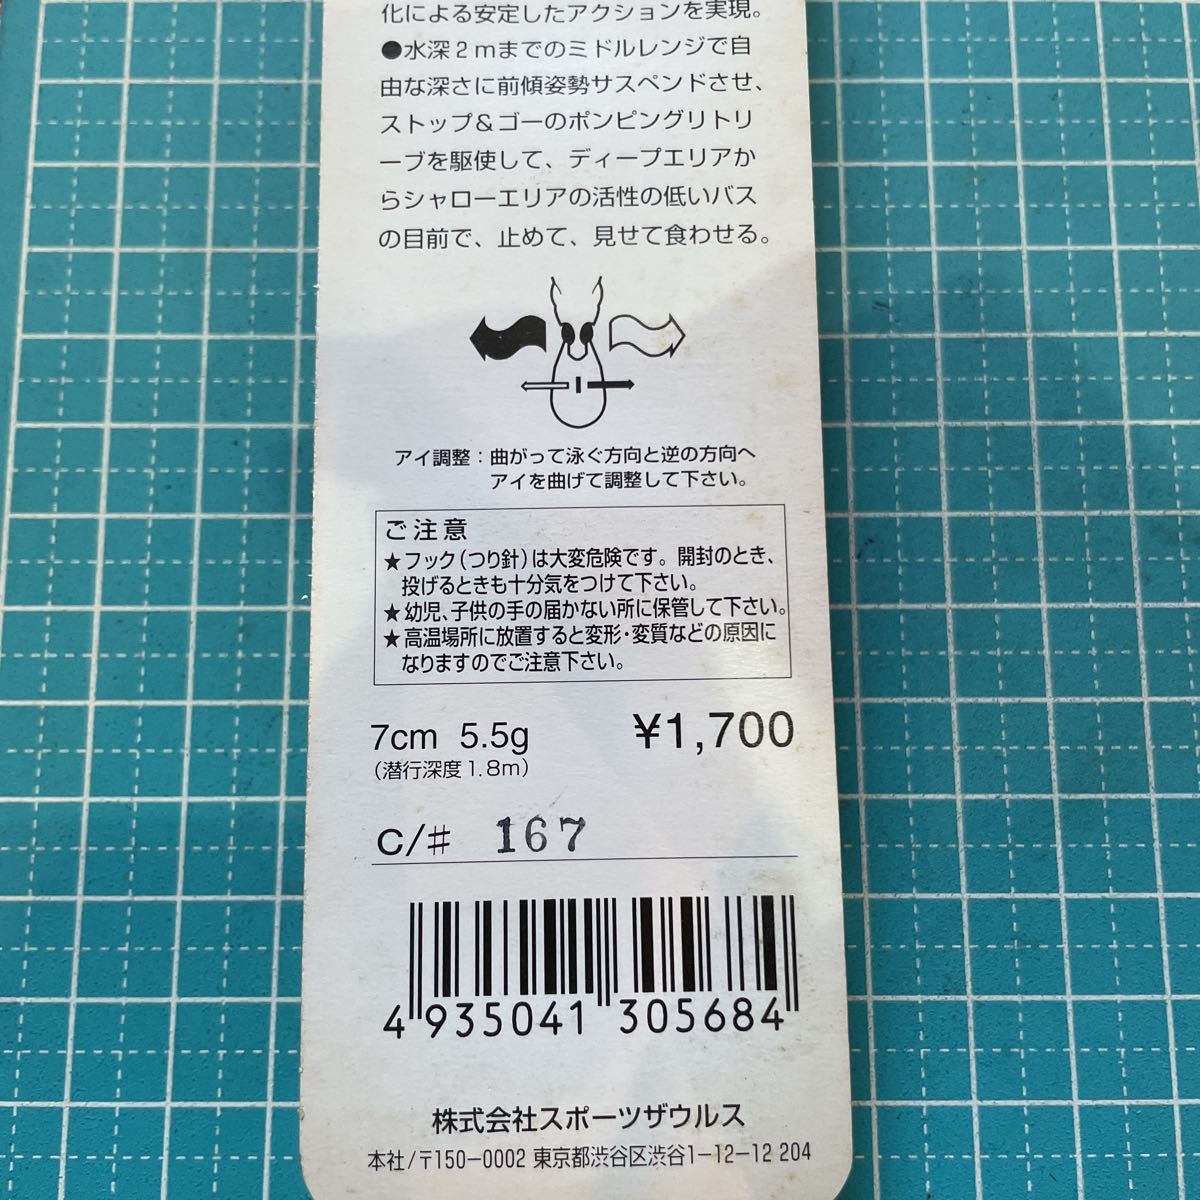 化による安定したアクションを実現。
●水深2mまでのミドルレンジで自
由な深さに前傾姿勢サスペンドさせ、
ストップ&ゴーのポンピングリトリ
ーブを駆使して、ディープエリアか
らシャローエリアの活性の低いバス
の目前で、止めて、見せて食わせる。
アイ調整：曲がって泳ぐ方向と逆の方向へ
アイを曲げて調整して下さい。
ご注意
★フック(つり針)は大変危険です。開封のとき、
投げるときも十分気をつけて下さい。
★幼児、子供の手の届かない所に保管して下さい。
★高温場所に放置すると変形・変質などの原因に
なりますのでご注意下さい。
7cm 5.5g ¥1,700
(潜行深度1.8m)
C/# 167
4 935041 305684
株式会社スポーツザウルス
本社/〒150-0002 東京都渋谷区渋谷1-12-12 204